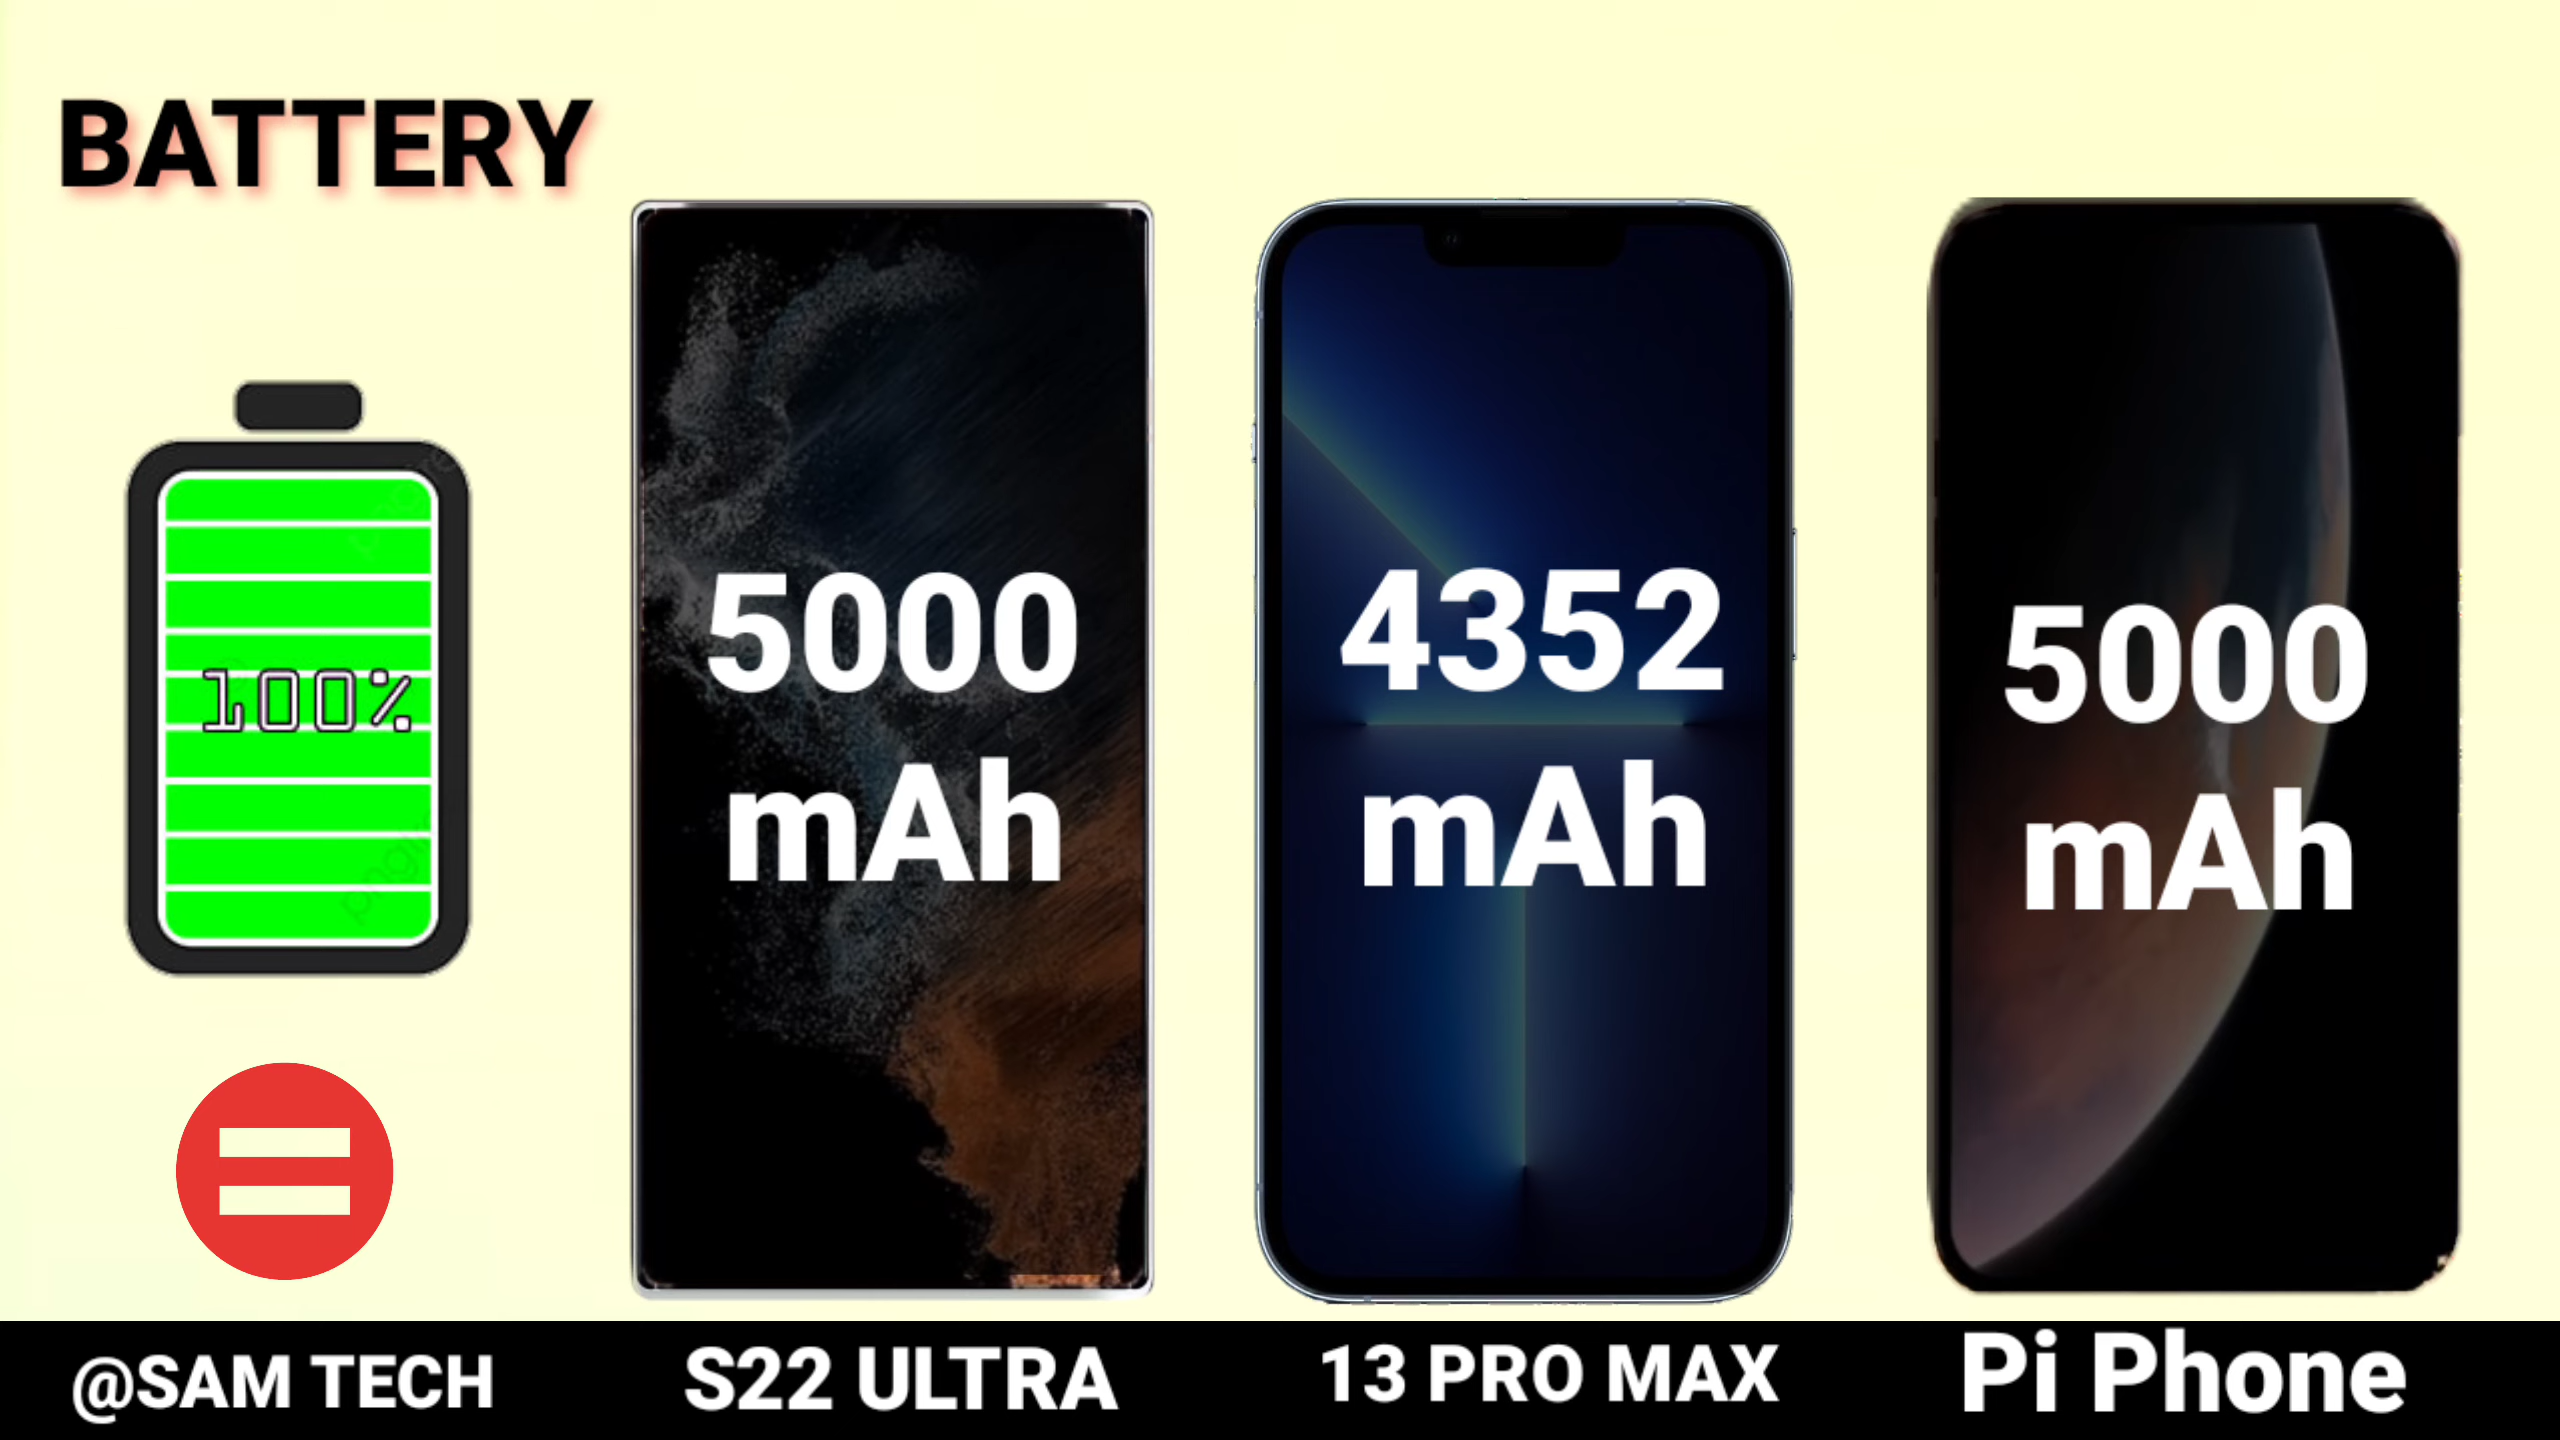 BATTERY
100%
5000
mAh
4352
mAh
5000
mAh
@SAM TECH
S22 ULTRA
13 PRO MAX
Pi Phone